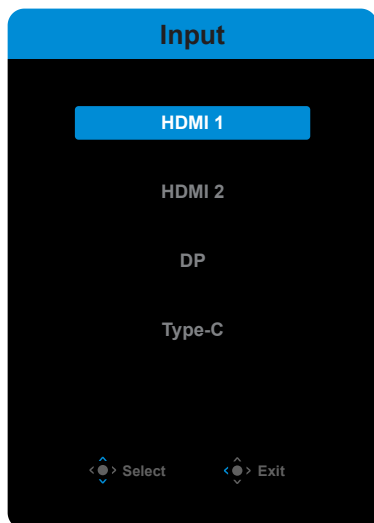 Input
HDMI 1
HDMI 2
DP
Type-C
Select Exit